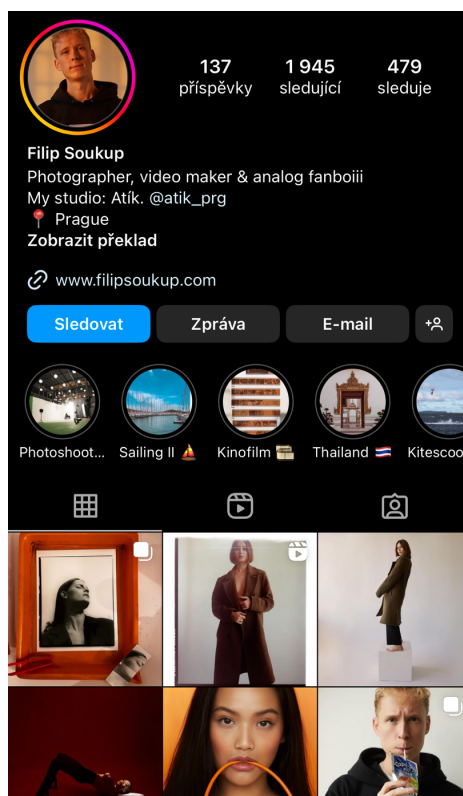 137 1 945 479
příspěvky sledující sleduje
Filip Soukup
Photographer, video maker & analog fanboiii
My studio: Atík. @atik_prg
📍 Prague
Zobrazit překlad
www.filipsoukup.com
Sledovat Zpráva E-mail
Photoshoot... Sailing II ⛵ Kinofilm 🎞️ Thailand 🇹🇭 Kitescoo